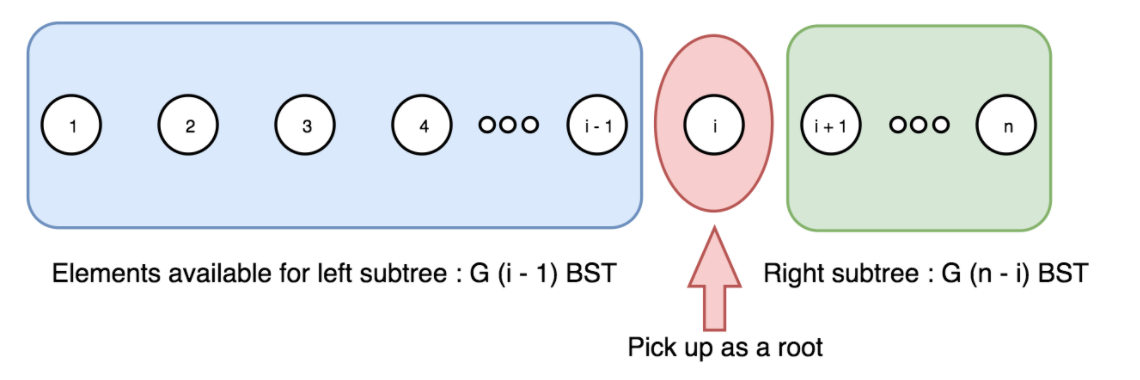 1 2 3 4 i - 1 i i + 1 n
Elements available for left subtree : G (i - 1) BST Right subtree : G (n - i) BST
Pick up as a root